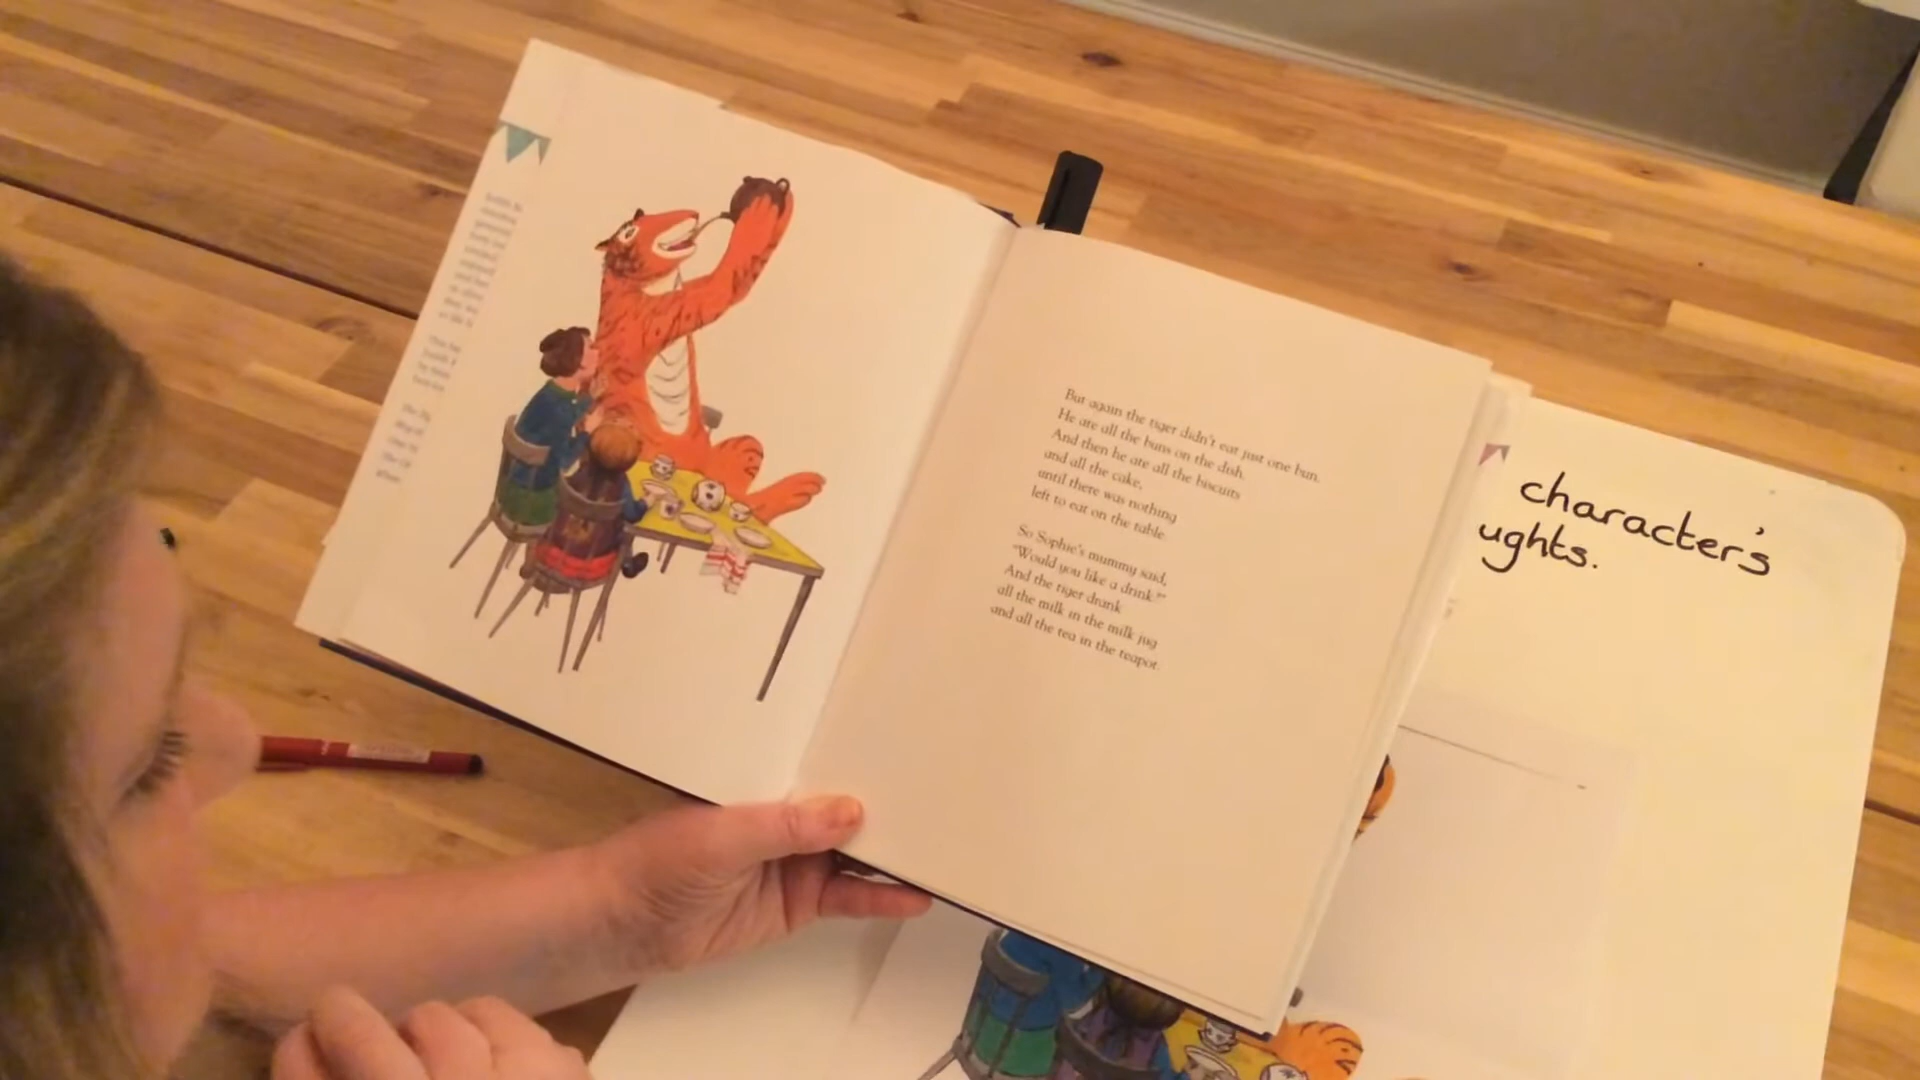 But again the tiger didn't eat just one bun.
He ate all the buns on the dish.
And then he ate all the biscuits
and all the cake,
until there was nothing
left to eat on the table.
So Sophie's mummy said,
"Would you like a drink?"
And the tiger drank
all the milk in the milk jug
and all the tea in the teapot.
character's
ughts.